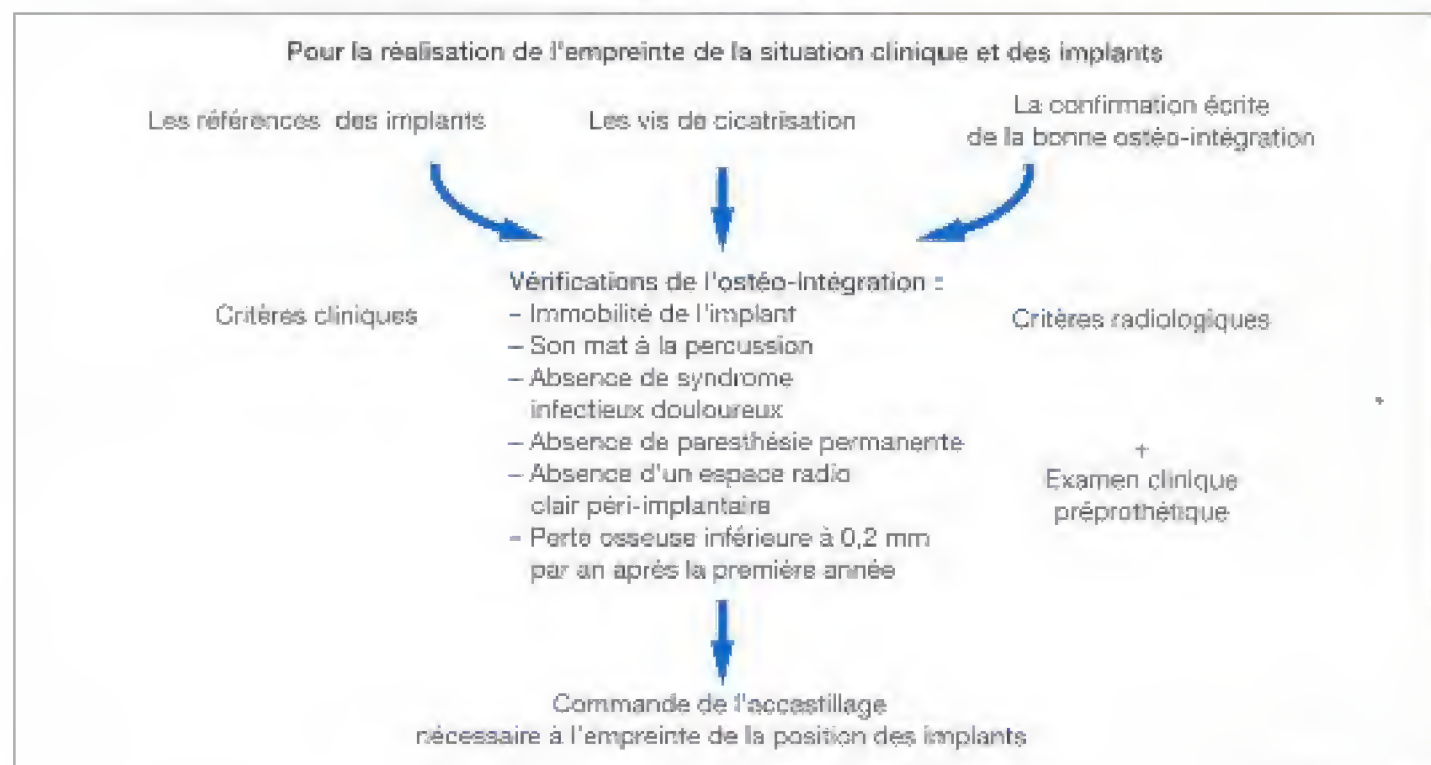 Pour la réalisation de l'empreinte de la situation clinique et des implants
Les références des implants
Les vis de cicatrisation
La confirmation écrite
de la bonne ostéo-intégration
Vérifications de l'ostéo-intégration :
Critères cliniques
– Immobilité de l'implant
– Son mat à la percussion
– Absence de syndrome
infectieux douloureux
– Absence de paresthésie permanente
– Absence d'un espace radio
clair péri-implantaire
– Perte osseuse inférieure à 0,2 mm
par an après la première année
Critères radiologiques
+
Examen clinique
préprothétique
Commande de l'accastillage
nécessaire à l'empreinte de la position des implants